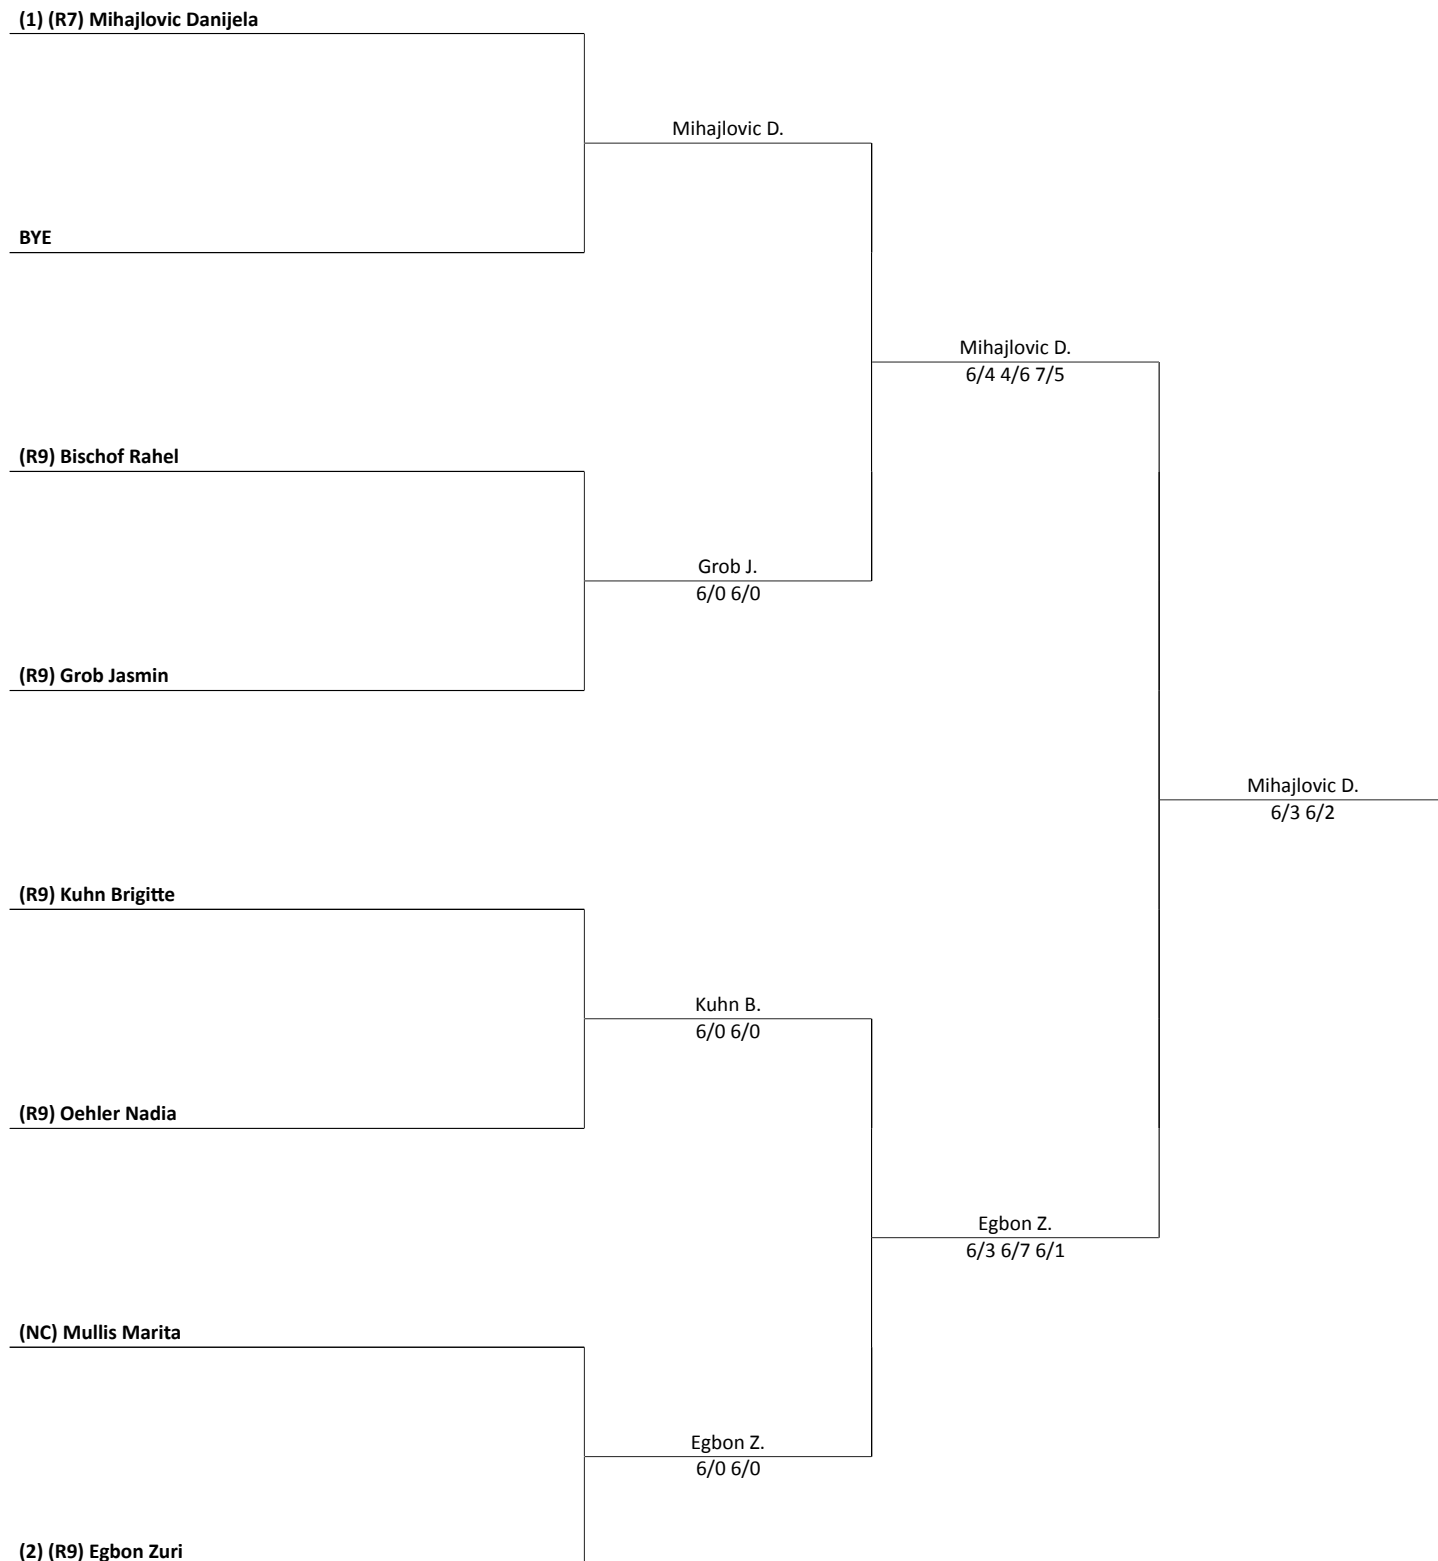 (1) (R7) Mihajlovic Danijela
Mihajlovic D.
BYE
Mihajlovic D.
6/4 4/6 7/5
(R9) Bischof Rahel
Grob J.
6/0 6/0
(R9) Grob Jasmin
Mihajlovic D.
6/3 6/2
(R9) Kuhn Brigitte
Kuhn B.
6/0 6/0
(R9) Oehler Nadia
Egbon Z.
6/3 6/7 6/1
(NC) Mullis Marita
Egbon Z.
6/0 6/0
(2) (R9) Egbon Zuri